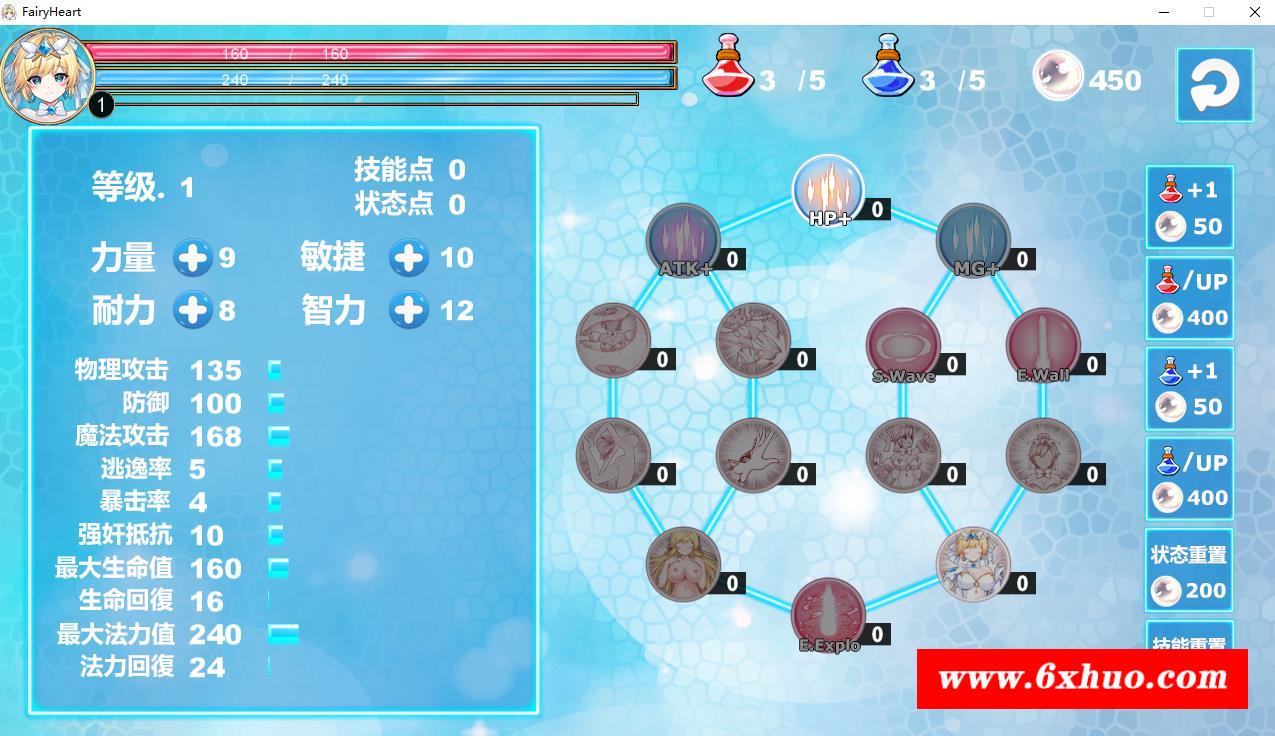 FairyHeart
160 / 160
240 / 240
1
3 /5
3 /5
450
等级. 1
技能点 0
状态点 0
力量 9
敏捷 10
耐力 8
智力 12
物理攻击 135
防御 100
魔法攻击 168
逃逸率 5
暴击率 4
强奸抵抗 10
最大生命值 160
生命回復 16
最大法力值 240
法力回復 24
HP+ 0
ATK+ 0
MG+ 0
0
0
S.Wave 0
E.Wall 0
0
0
0
0
0
0
E.Explo 0
+1
50
/UP
400
+1
50
/UP
400
状态重置
200
技能重置
www.6xhuo.com